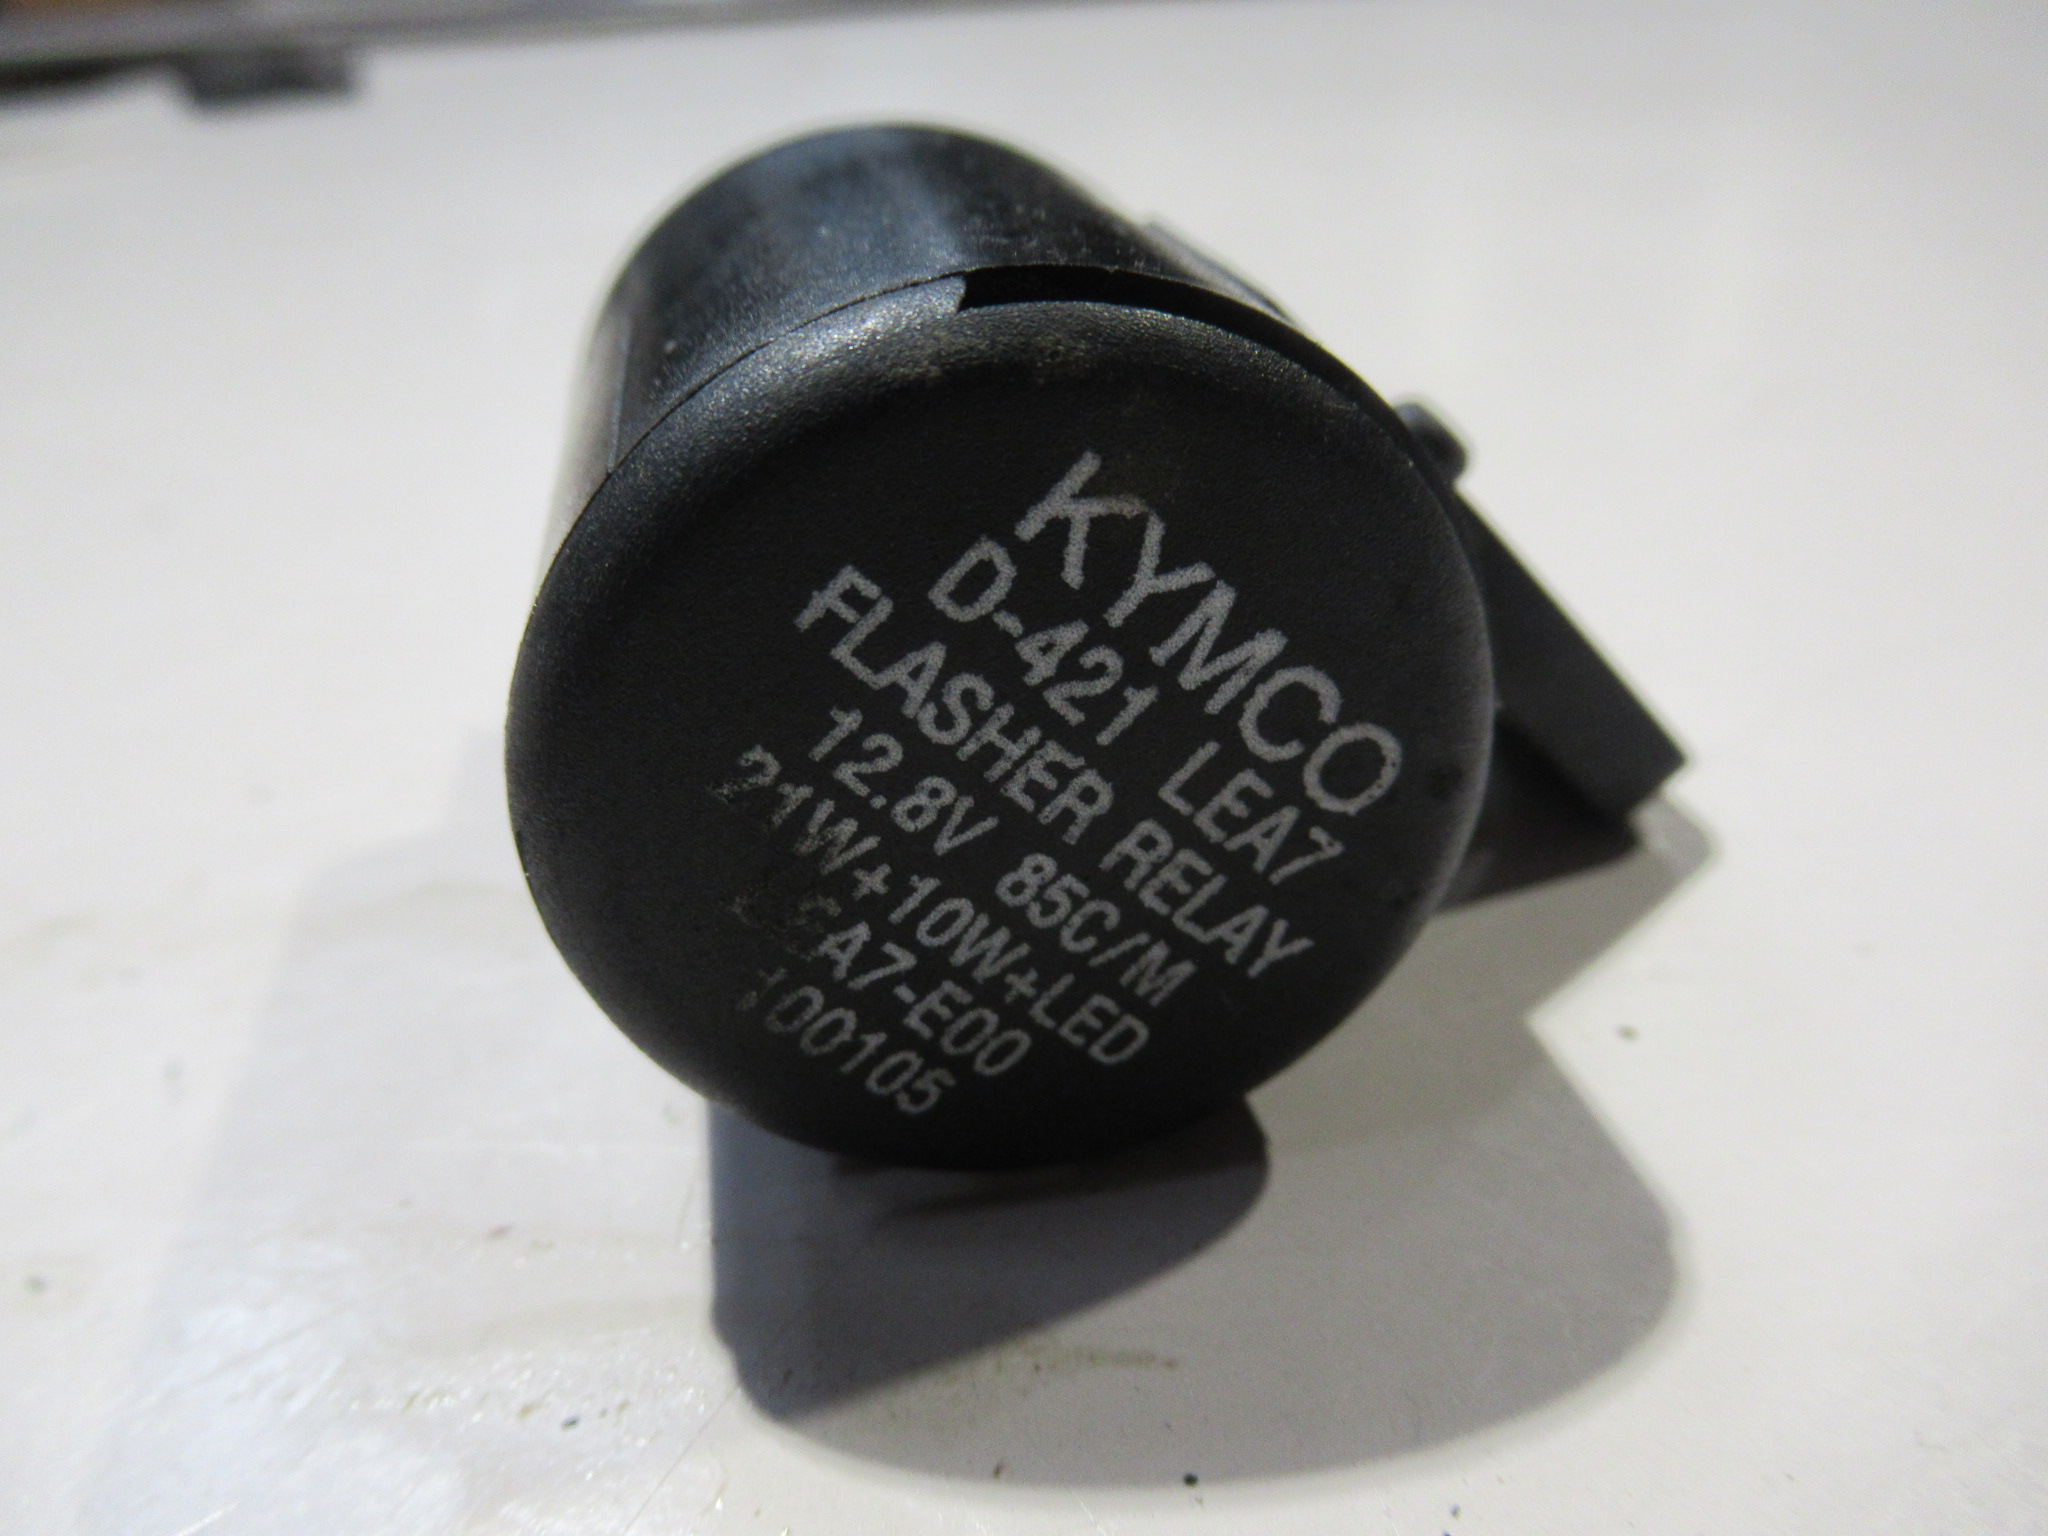 KYMCO
D-421 LEA7
FLASHER RELAY
12.8V 85C/M
21W+10W+LED
A7-E00
100105